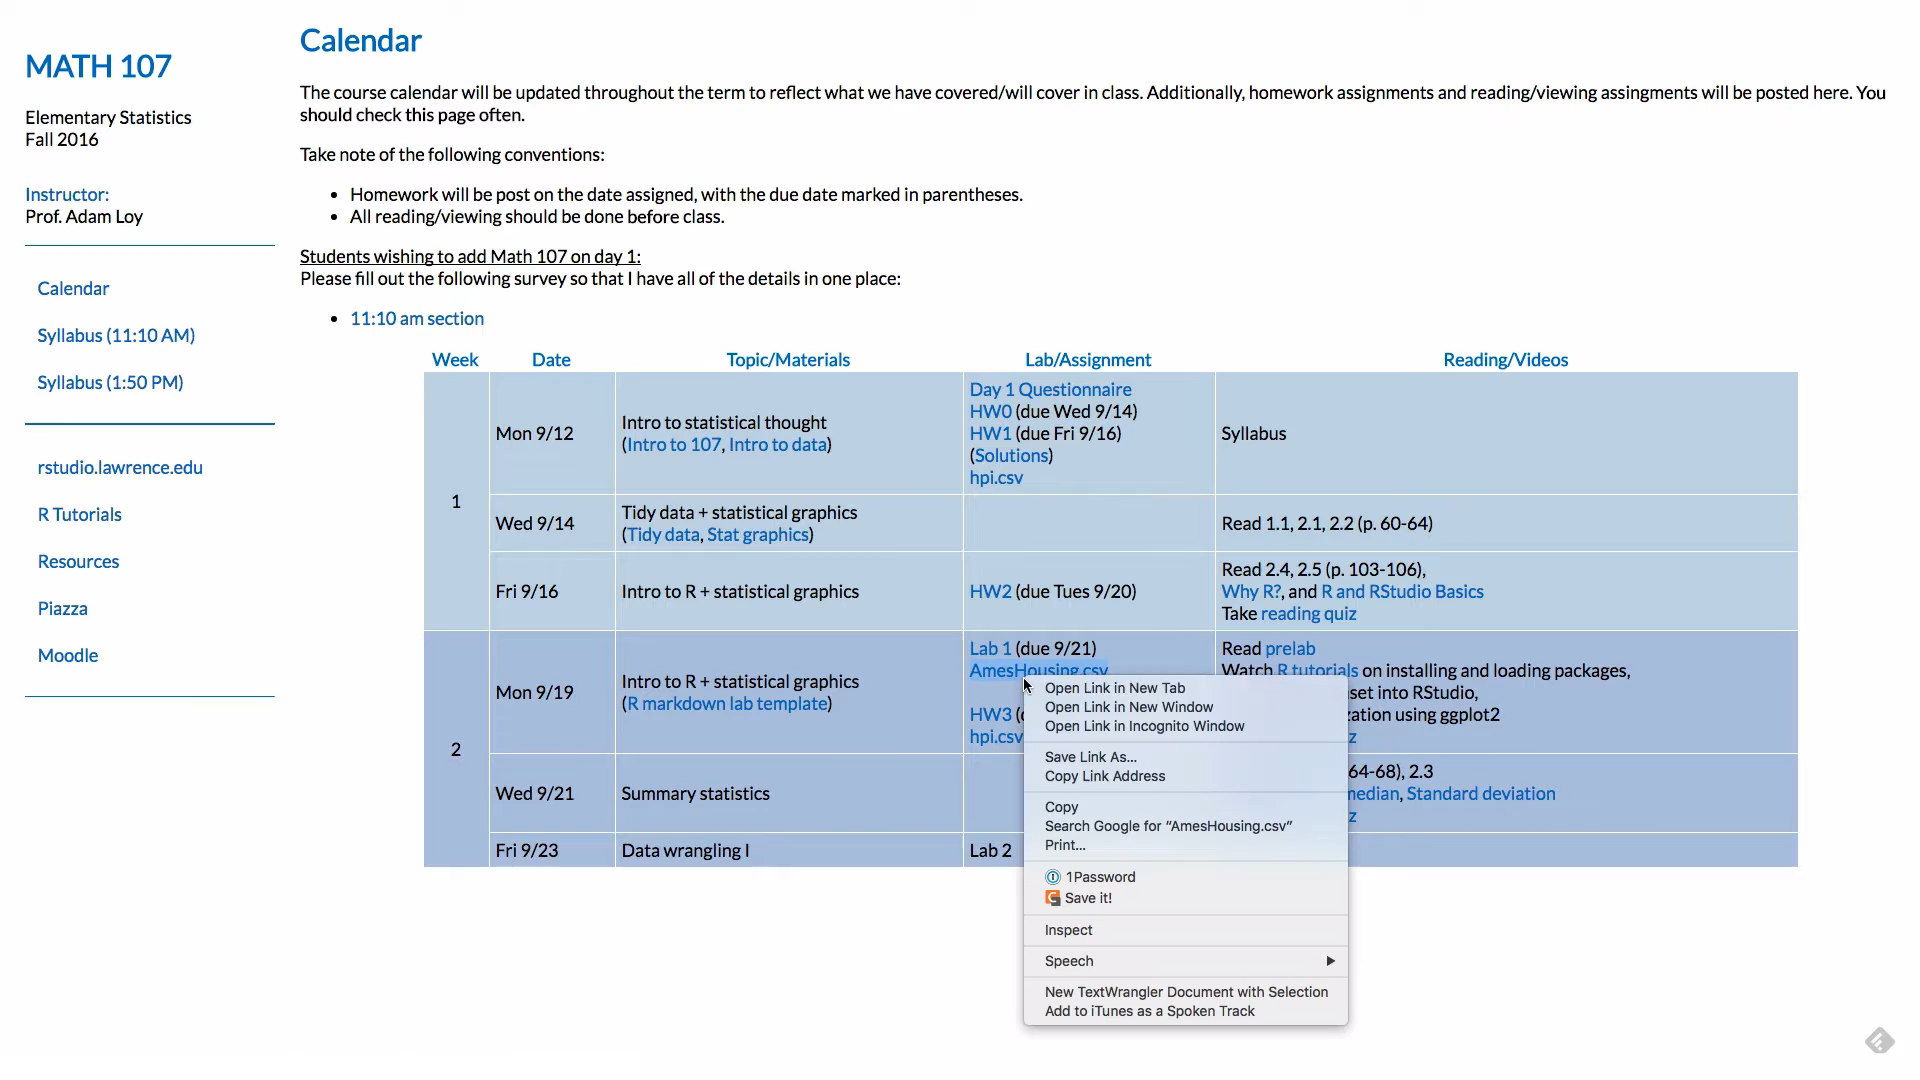 MATH 107
Elementary Statistics
Fall 2016
Instructor:
Prof. Adam Loy
Calendar
Syllabus (11:10 AM)
Syllabus (1:50 PM)
rstudio.lawrence.edu
R Tutorials
Resources
Piazza
Moodle
Calendar
The course calendar will be updated throughout the term to reflect what we have covered/will cover in class. Additionally, homework assignments and reading/viewing assingments will be posted here. You
should check this page often.
Take note of the following conventions:
• Homework will be post on the date assigned, with the due date marked in parentheses.
• All reading/viewing should be done before class.
Students wishing to add Math 107 on day 1:
Please fill out the following survey so that I have all of the details in one place:
• 11:10 am section
Week Date Topic/Materials Lab/Assignment Reading/Videos
1
Mon 9/12
Intro to statistical thought
(Intro to 107, Intro to data)
Day 1 Questionnaire
HW0 (due Wed 9/14)
HW1 (due Fri 9/16)
(Solutions)
hpi.csv
Syllabus
Wed 9/14
Tidy data + statistical graphics
(Tidy data, Stat graphics)
Read 1.1, 2.1, 2.2 (p. 60-64)
Fri 9/16
Intro to R + statistical graphics
HW2 (due Tues 9/20)
Read 2.4, 2.5 (p. 103-106),
Why R?, and R and RStudio Basics
Take reading quiz
2
Mon 9/19
Intro to R + statistical graphics
(R markdown lab template)
Lab 1 (due 9/21)
AmesHousing.csv
HW3 (
hpi.csv
Read prelab
Watch R tutorials on installing and loading packages,
set into RStudio,
zation using ggplot2
z
Wed 9/21
Summary statistics
64-68), 2.3
median, Standard deviation
z
Fri 9/23
Data wrangling I
Lab 2
Open Link in New Tab
Open Link in New Window
Open Link in Incognito Window
Save Link As...
Copy Link Address
Copy
Search Google for “AmesHousing.csv”
Print...
1Password
Save it!
Inspect
Speech
New TextWrangler Document with Selection
Add to iTunes as a Spoken Track